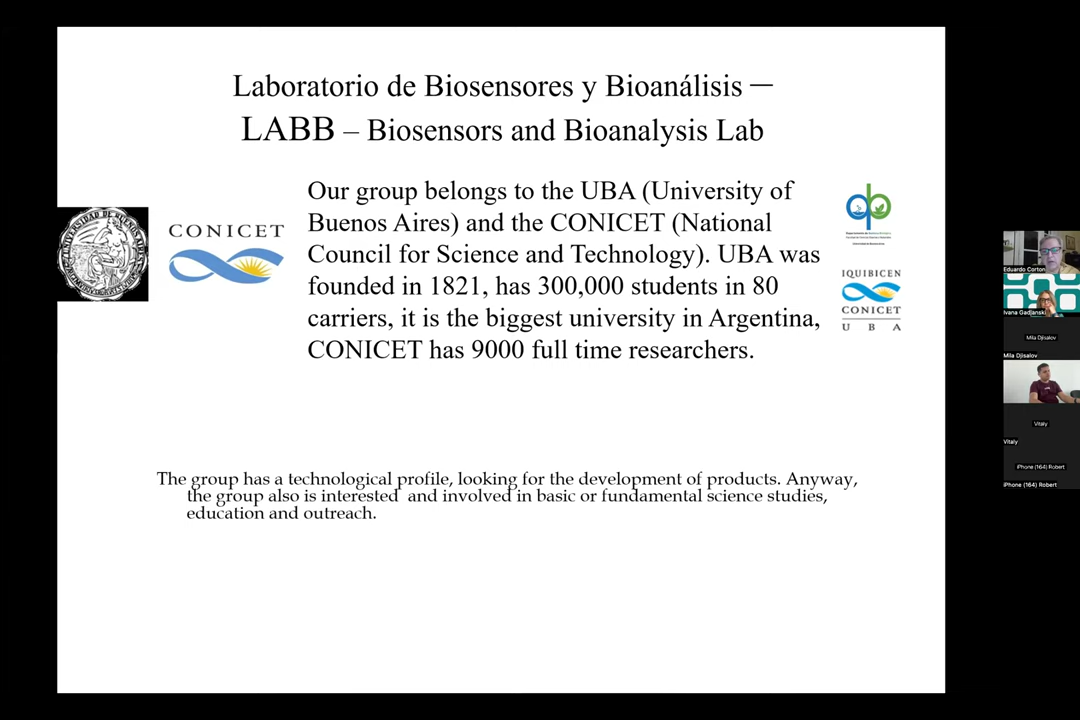 Laboratorio de Biosensores y Bioanálisis –
LABB – Biosensors and Bioanalysis Lab
Our group belongs to the UBA (University of
Buenos Aires) and the CONICET (National
Council for Science and Technology). UBA was
founded in 1821, has 300,000 students in 80
carriers, it is the biggest university in Argentina,
CONICET has 9000 full time researchers.
CONICET
IQUIBICEN
CONICET
U B A
The group has a technological profile, looking for the development of products. Anyway,
the group also is interested and involved in basic or fundamental science studies,
education and outreach.
Eduardo Corton
Ivana Gadjanski
Mila Djisalov
Mila Djisalov
Vitaly
Vitaly
iPhone (164) Robert
iPhone (164) Robert